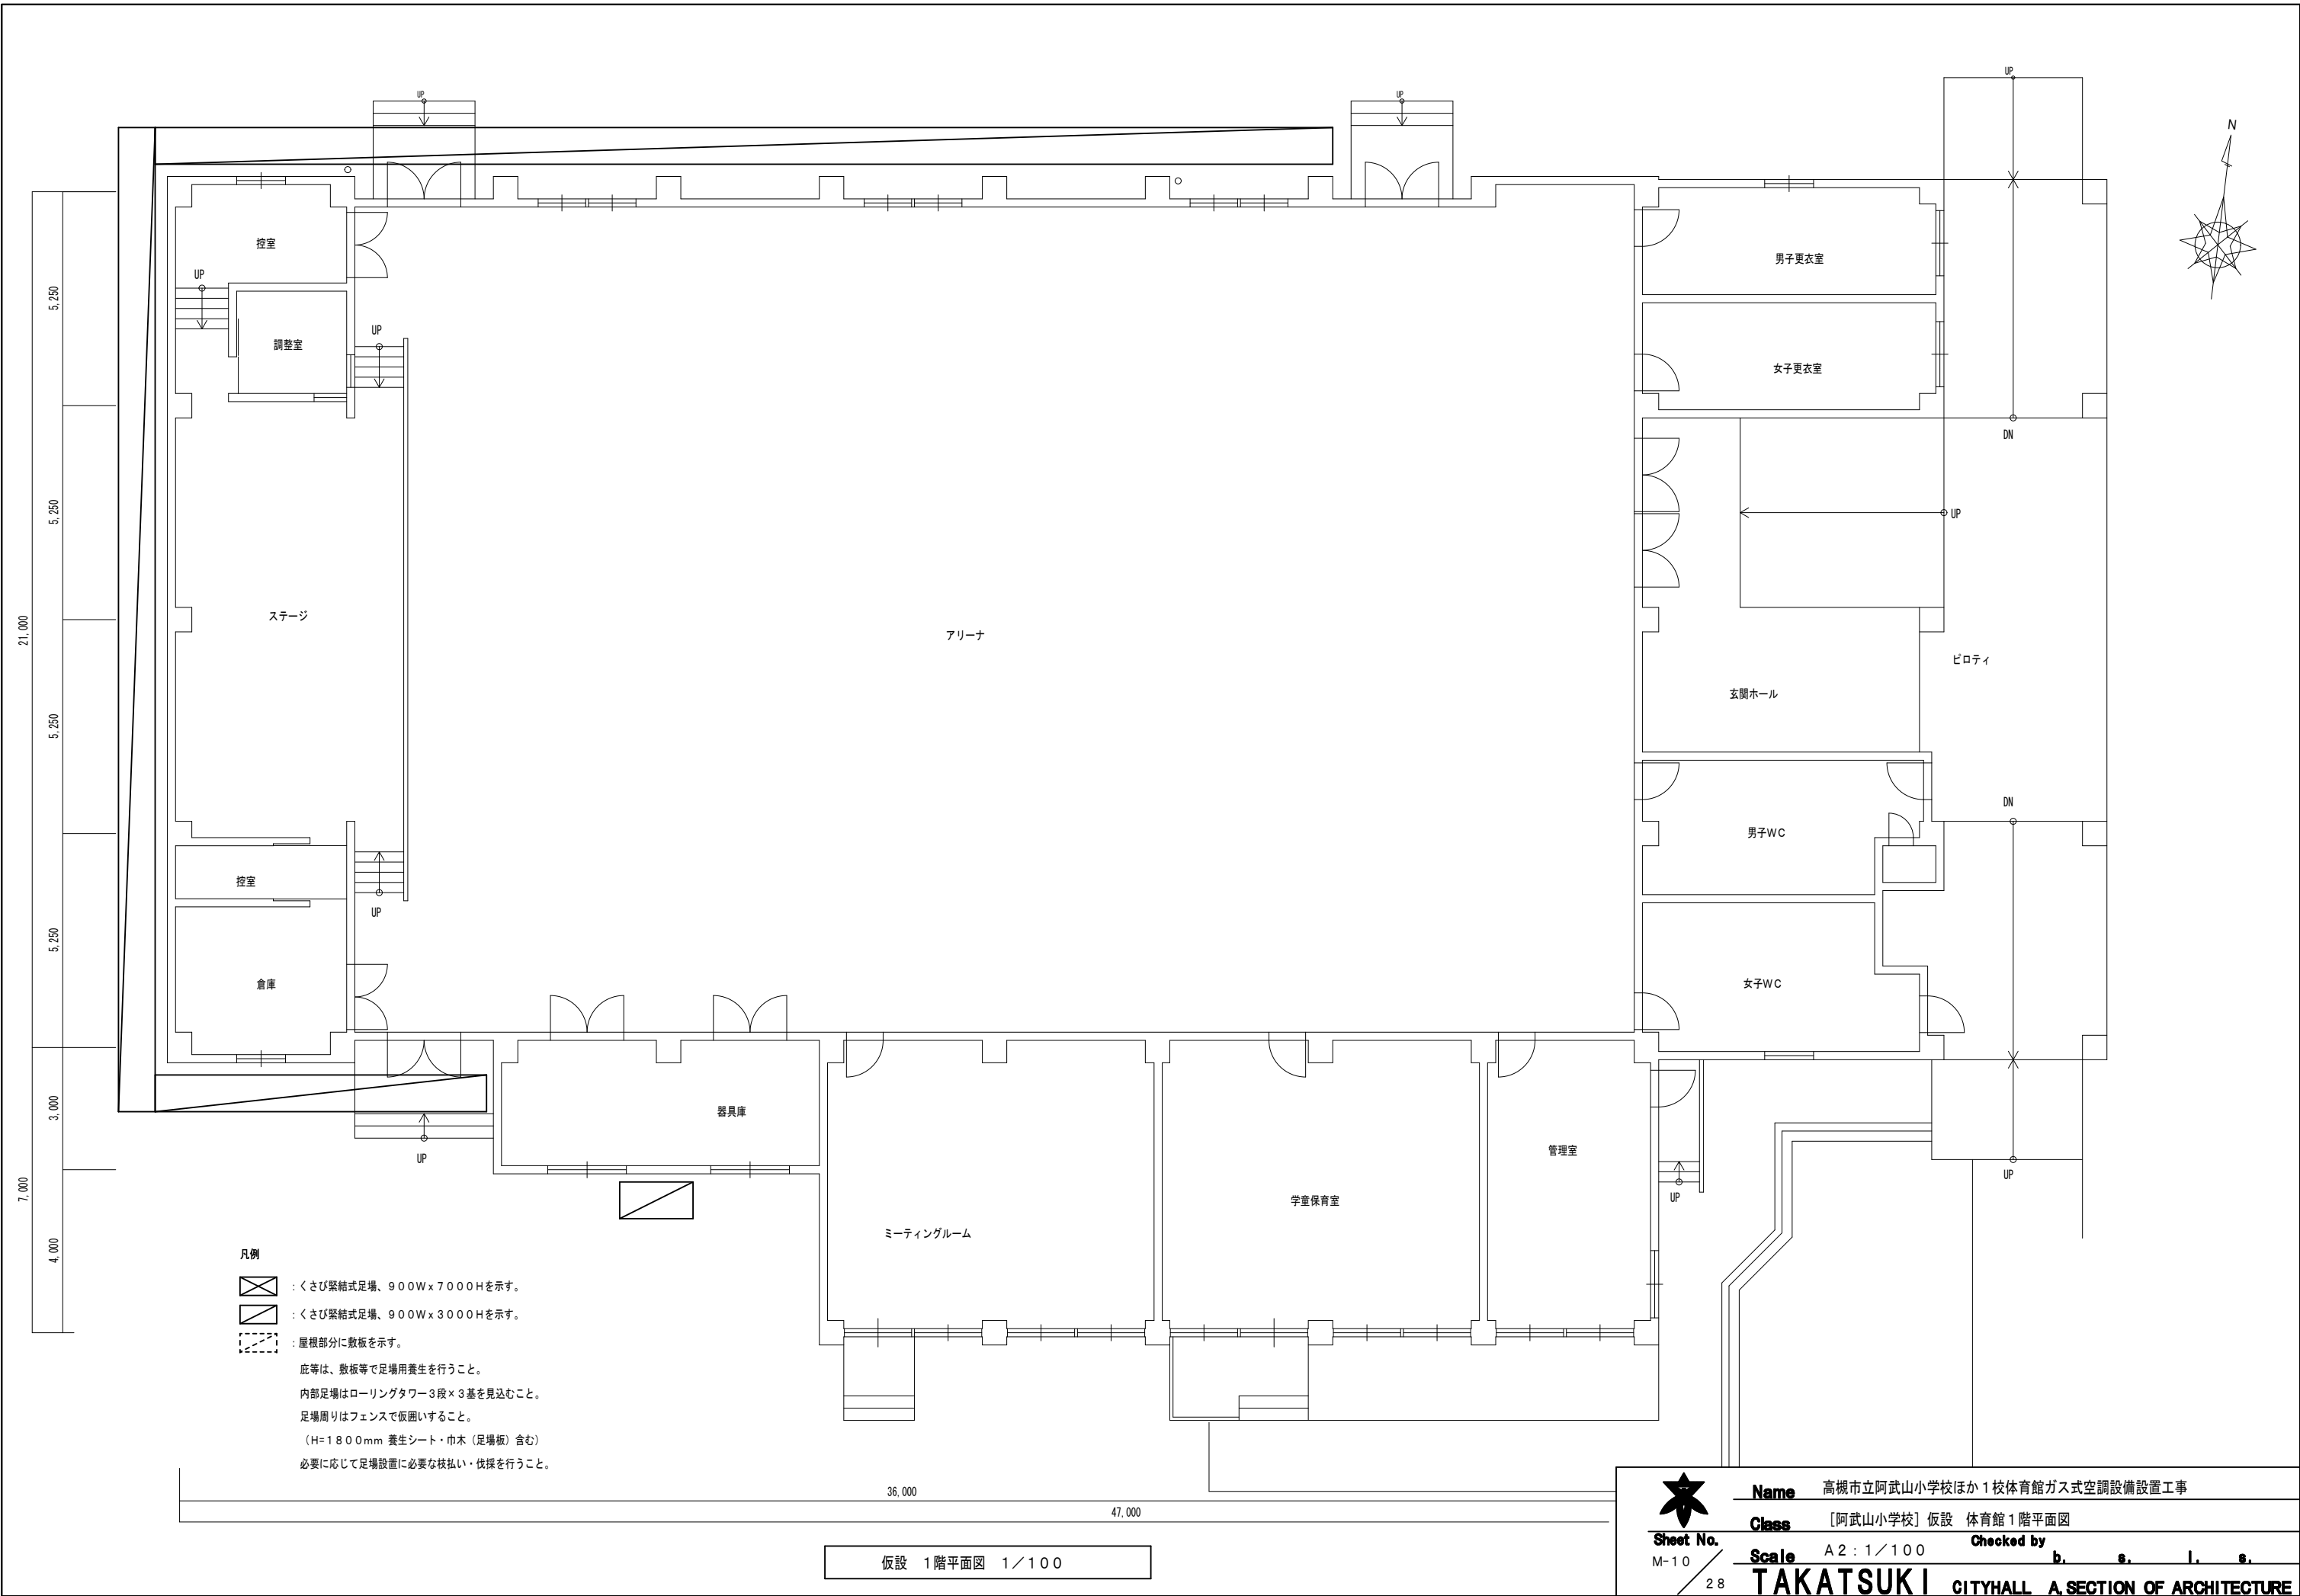 UP
UP
UP
N
控室
男子更衣室
UP
5,250
UP
調整室
女子更衣室
DN
5,250
UP
ステージ
21,000
アリーナ
ピロティ
玄関ホール
5,250
DN
男子WC
控室
UP
5,250
倉庫
女子WC
3,000
器具庫
管理室
UP
UP
7,000
UP
学童保育室
ミーティングルーム
4,000
凡例
:くさび緊結式足場、900Wx7000Hを示す。
:くさび緊結式足場、900Wx3000Hを示す。
:屋根部分に敷板を示す。
庇等は、敷板等で足場用養生を行うこと。
内部足場はローリングタワー3段×3基を見込むこと。
足場周りはフェンスで仮囲いすること。
(H=1800mm 養生シート・巾木(足場板)含む)
必要に応じて足場設置に必要な枝払い・伐採を行うこと。
36,000
47,000
仮設 1階平面図 1/100
Name 高槻市立阿武山小学校ほか1校体育館ガス式空調設備設置工事
Class [阿武山小学校]仮設 体育館1階平面図
Sheet No. M-10/28
Scale A2:1/100 Checked by b. s. l. s.
TAKATSUKI CITYHALL A,SECTION OF ARCHITECTURE